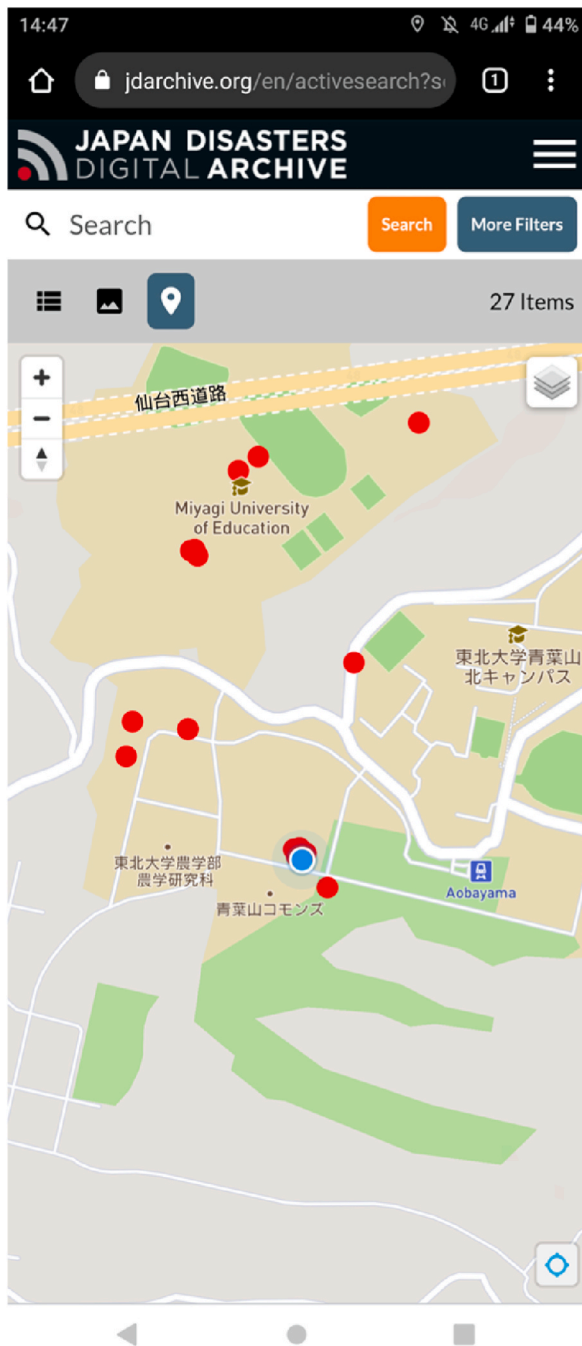 14:47
4G
44%
jdarchive.org/en/activesearch?s
1
JAPAN DISASTERS
DIGITAL ARCHIVE
Search
Search
More Filters
27 Items
仙台西道路
Miyagi University
of Education
東北大学青葉山
北キャンパス
東北大学農学部
農学研究科
青葉山コモンズ
Aobayama